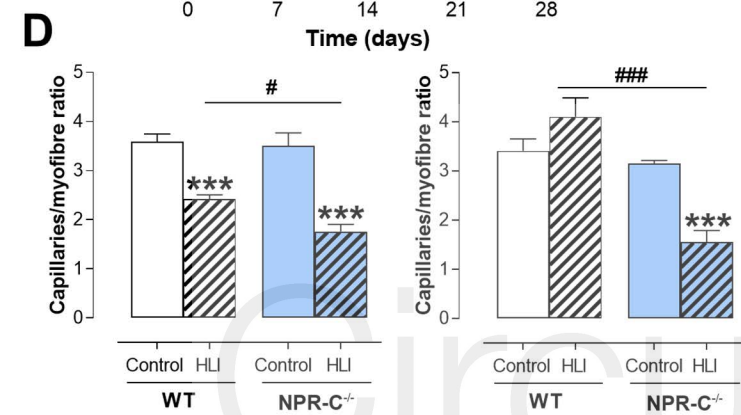 0 7 14 21 28
Time (days)
D
Capillaries/myofibre ratio
5
4
3
2
1
0
#
***
***
Control HLI Control HLI
WT NPR-C-/-
Capillaries/myofibre ratio
5
4
3
2
1
0
###
***
Control HLI Control HLI
WT NPR-C-/-
Circu